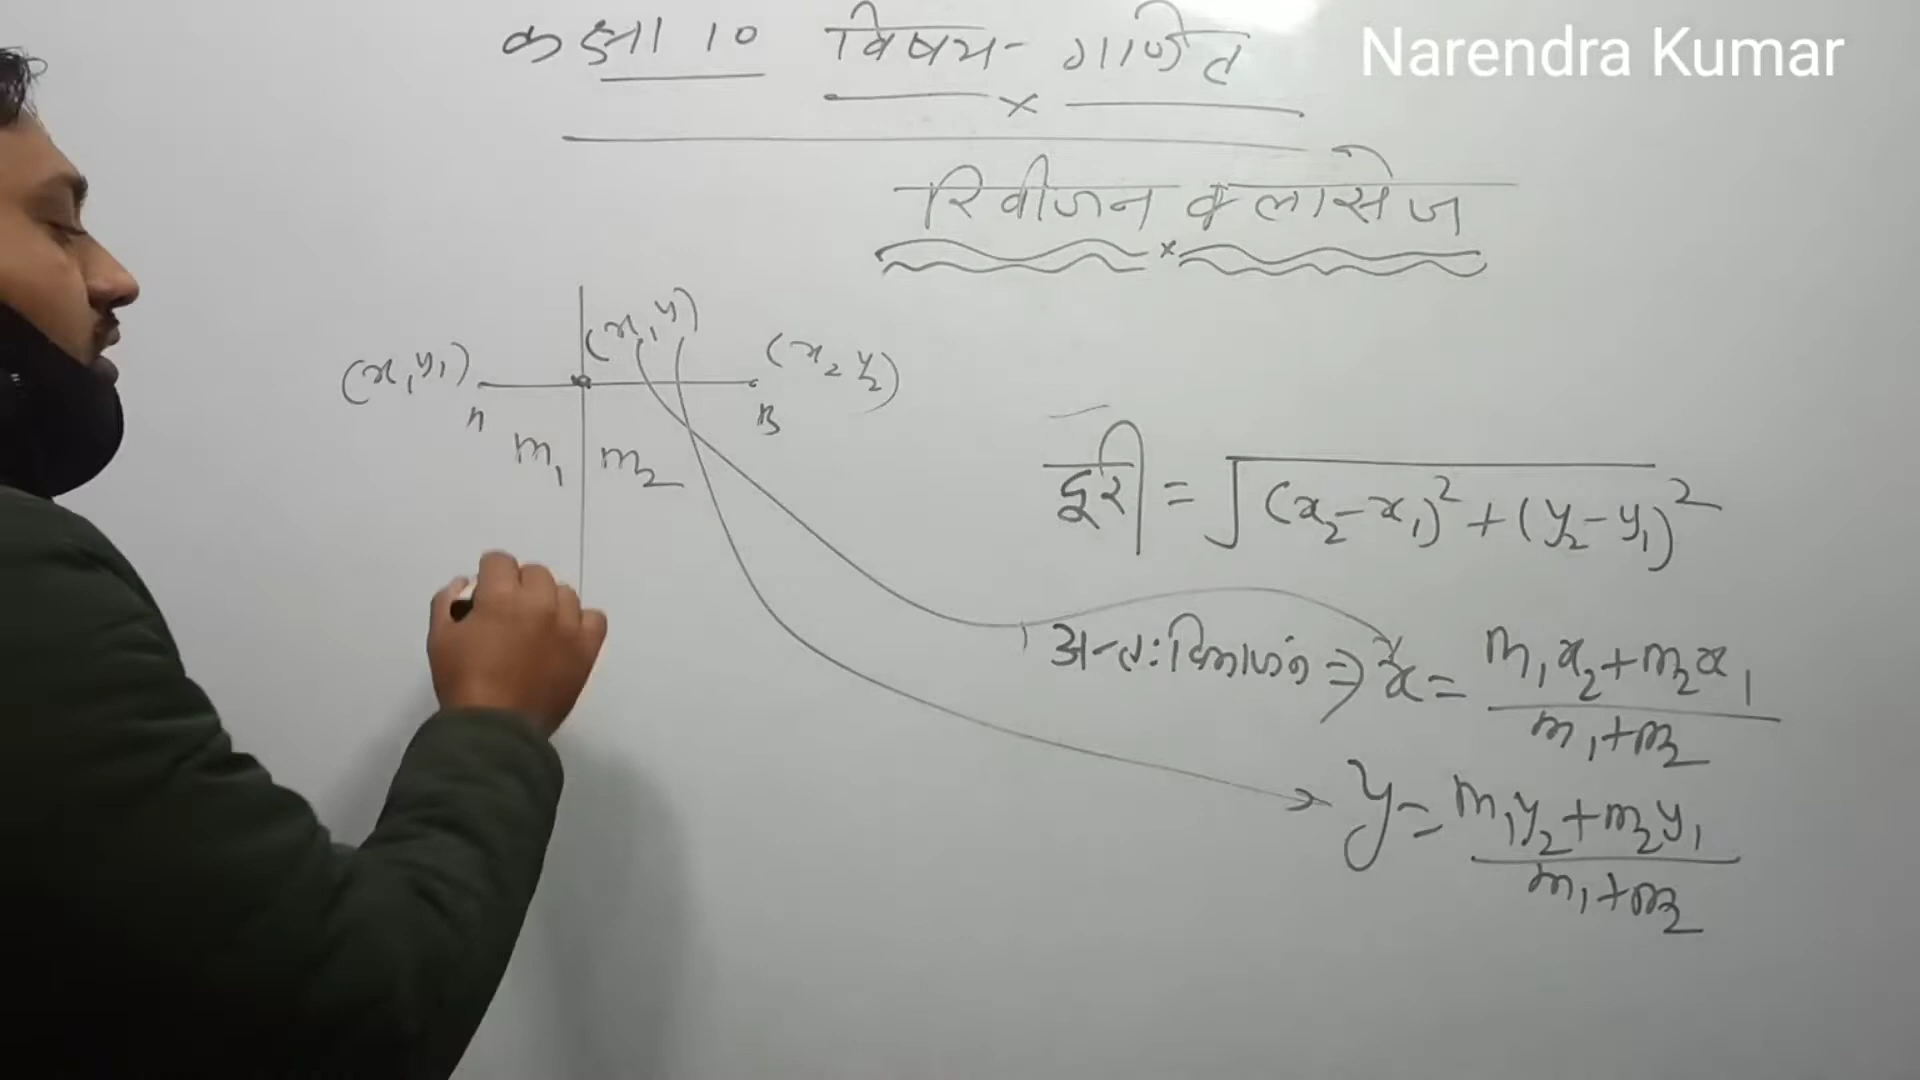 कक्षा 10 विषय - गणित
Narendra Kumar
रिवीजन क्लासेज
(x, y)
(x1 y1)
(x2 y2)
A
B
m1
m2
दूरी = √(x2-x1)²+(y2-y1)²
अन्तः विभाजन ⇒ x = m1x2+m2x1
m1+m2
y = m1y2+m2y1
m1+m2